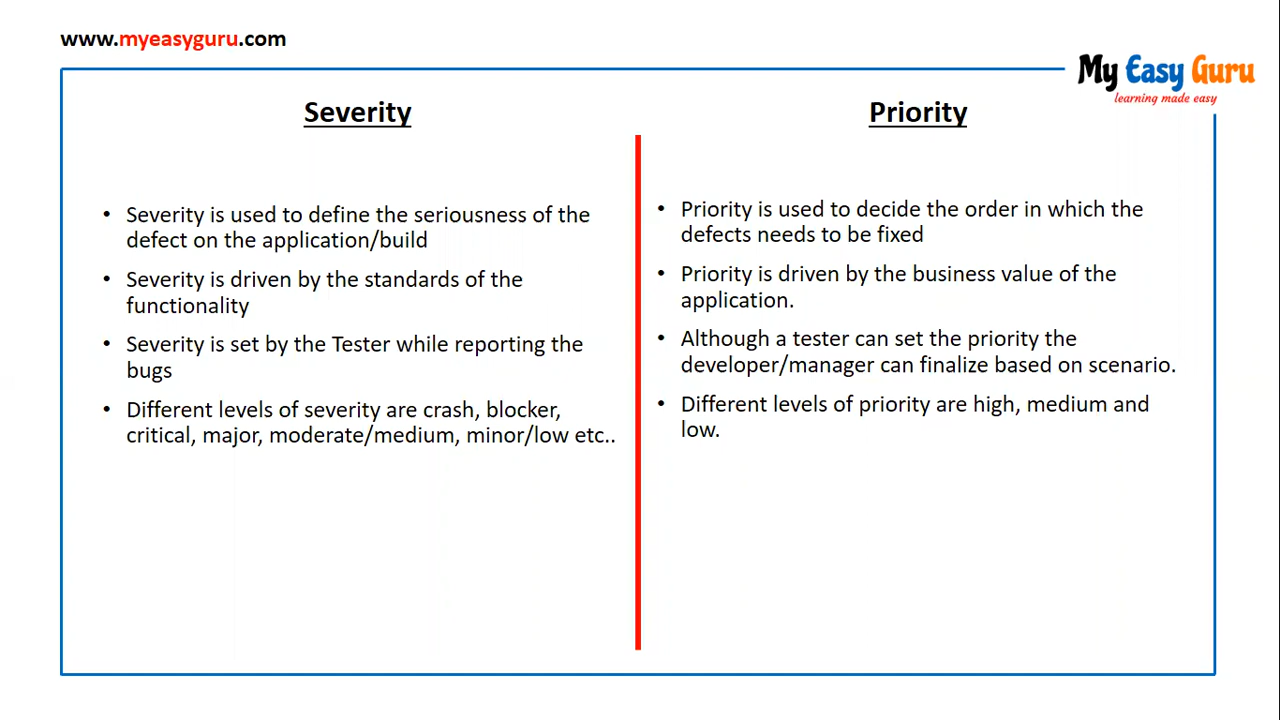 www.myeasyguru.com
My Easy Guru
learning made easy
Severity
• Severity is used to define the seriousness of the
defect on the application/build
• Severity is driven by the standards of the
functionality
• Severity is set by the Tester while reporting the
bugs
• Different levels of severity are crash, blocker,
critical, major, moderate/medium, minor/low etc..
Priority
• Priority is used to decide the order in which the
defects needs to be fixed
• Priority is driven by the business value of the
application.
• Although a tester can set the priority the
developer/manager can finalize based on scenario.
• Different levels of priority are high, medium and
low.